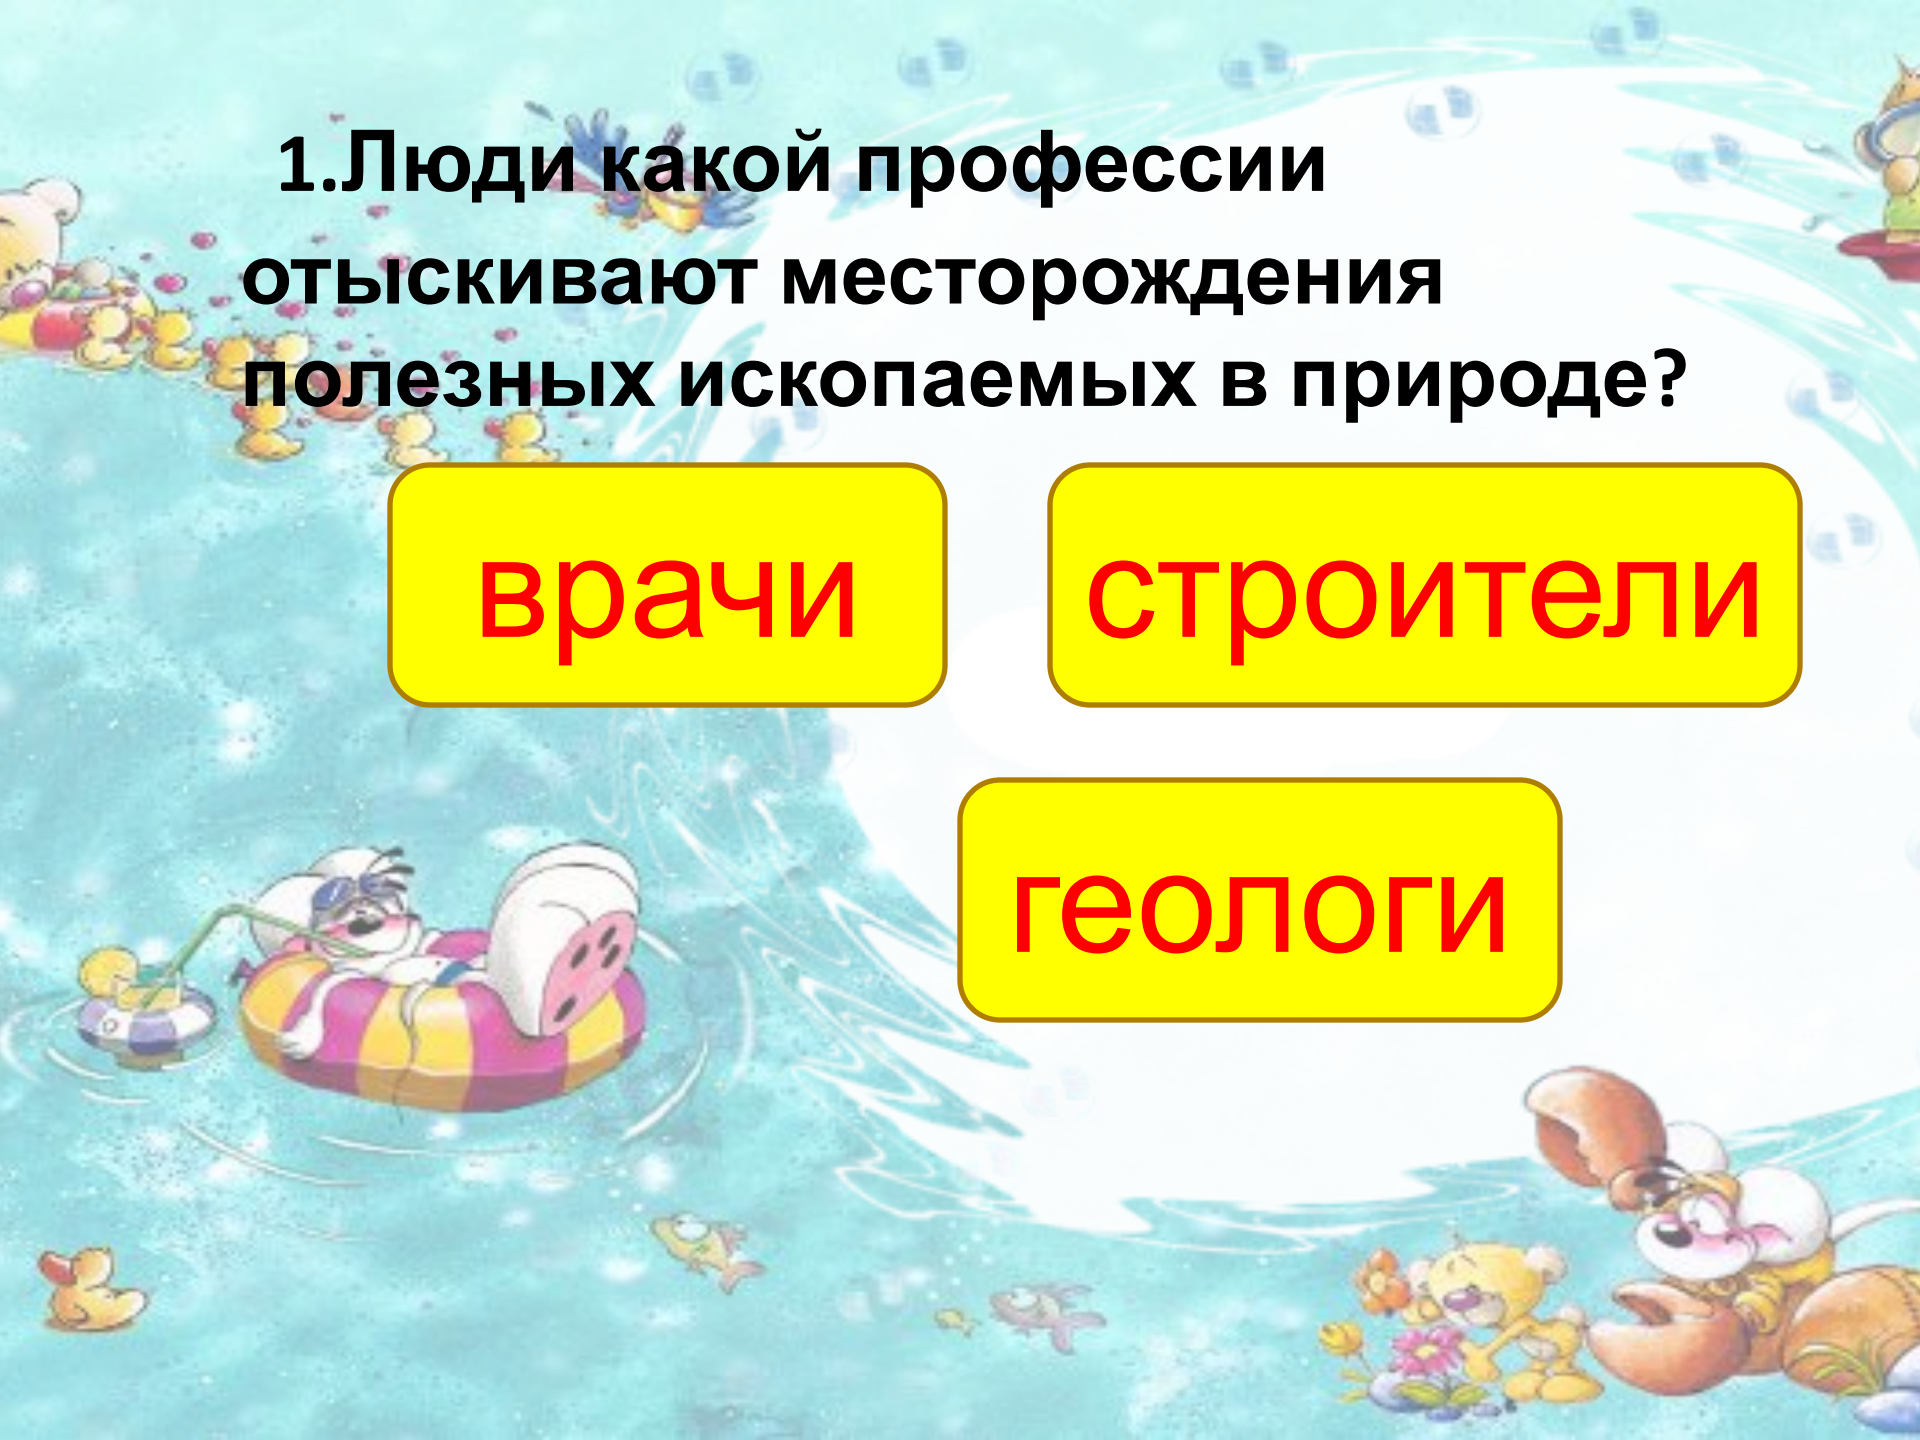 1.Люди какой профессии
отыскивают месторождения
полезных ископаемых в природе?
врачи
строители
геологи